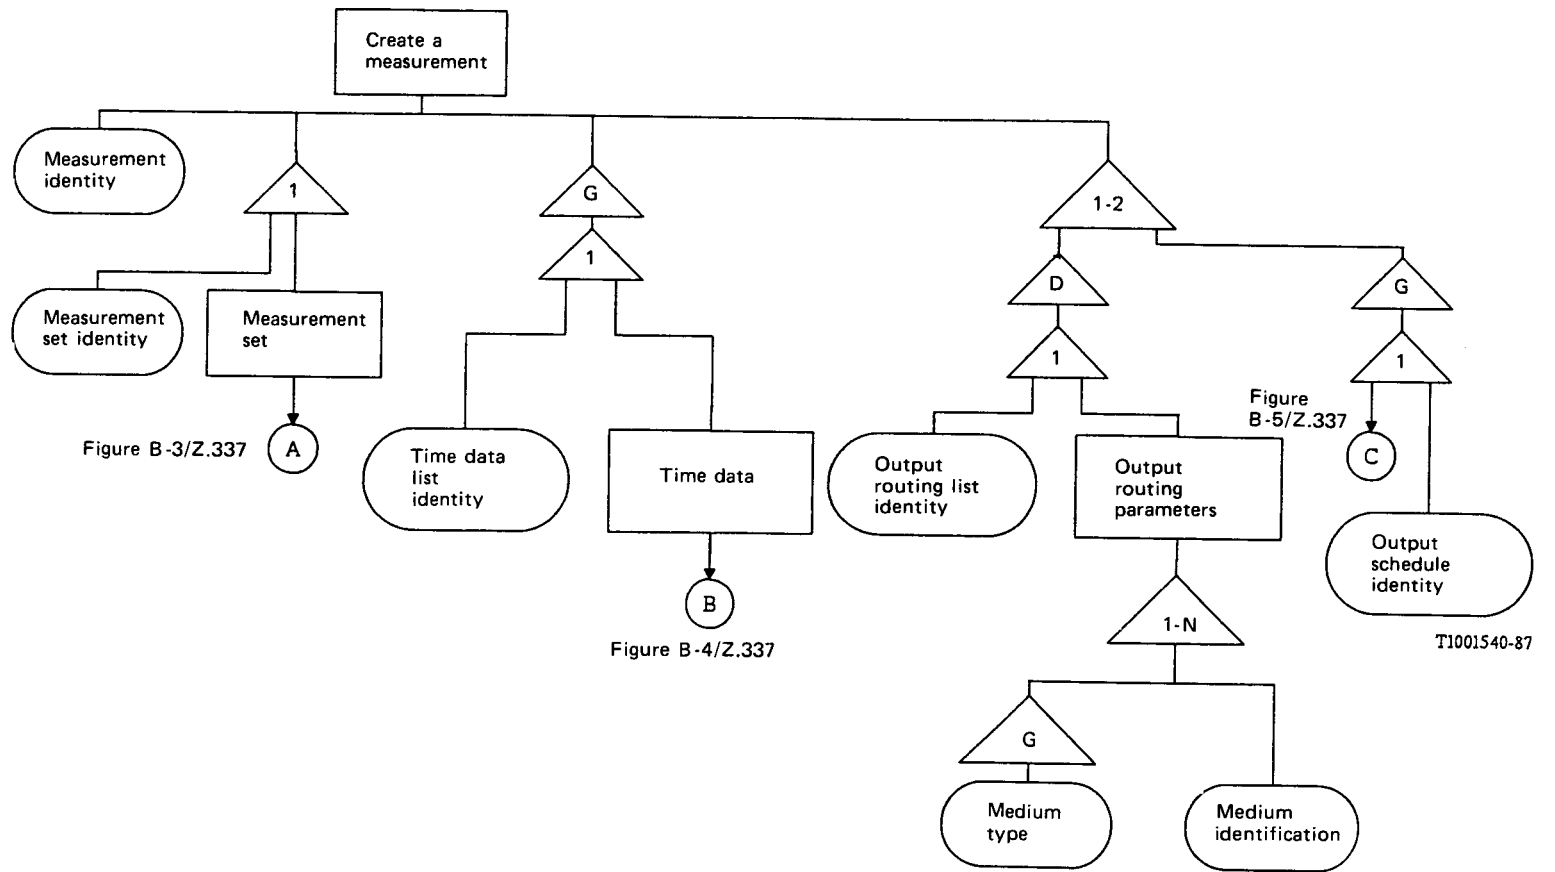 Create a
measurement
Measurement
identity
1
G
1-2
1
Measurement
set identity
Measurement
set
D
G
1
1
Figure B-3/Z.337
A
Time data
list
identity
Time data
Output
routing list
identity
Output
routing
parameters
Figure
B-5/Z.337
C
Output
schedule
identity
B
Figure B-4/Z.337
1-N
T1001540-87
G
Medium
type
Medium
identification